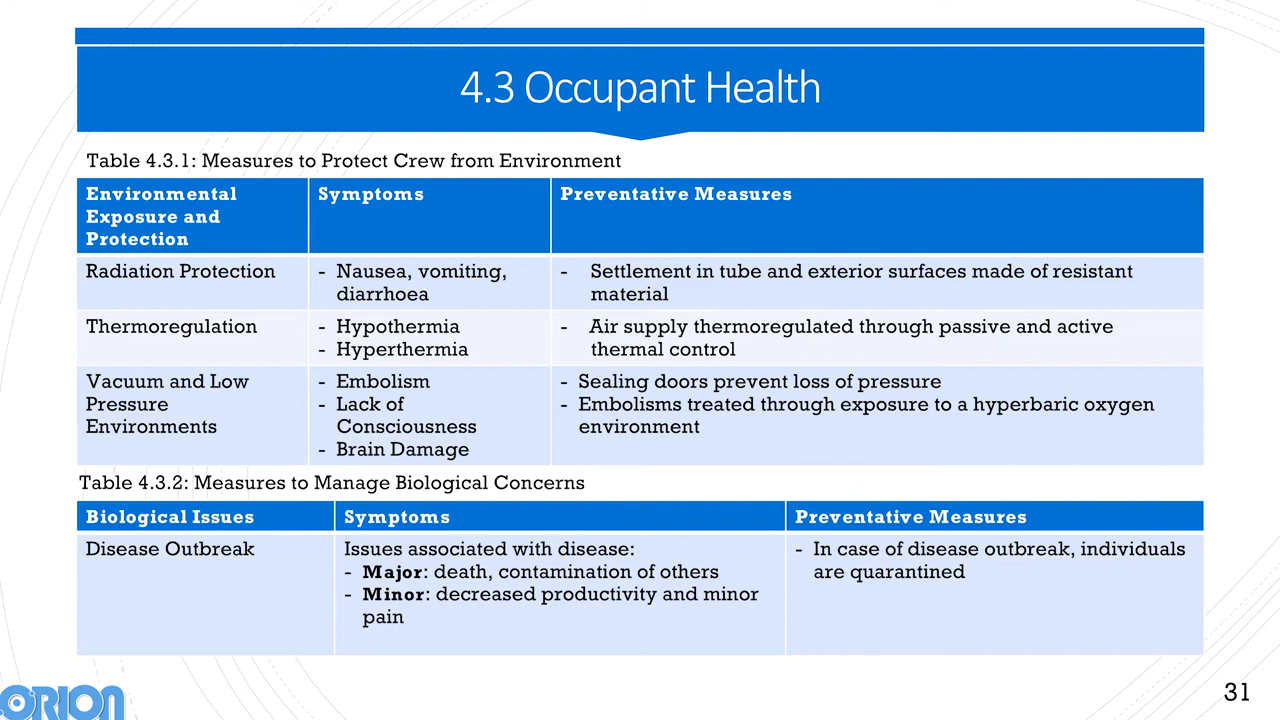 4.3 Occupant Health
Table 4.3.1: Measures to Protect Crew from Environment
Environmental
Exposure and
Protection
Symptoms
Preventative Measures
Radiation Protection
- Nausea, vomiting,
diarrhoea
- Settlement in tube and exterior surfaces made of resistant
material
Thermoregulation
- Hypothermia
- Hyperthermia
- Air supply thermoregulated through passive and active
thermal control
Vacuum and Low
Pressure
Environments
- Embolism
- Lack of
Consciousness
- Brain Damage
- Sealing doors prevent loss of pressure
- Embolisms treated through exposure to a hyperbaric oxygen
environment
Table 4.3.2: Measures to Manage Biological Concerns
Biological Issues
Symptoms
Preventative Measures
Disease Outbreak
Issues associated with disease:
- Major: death, contamination of others
- Minor: decreased productivity and minor
pain
- In case of disease outbreak, individuals
are quarantined
ORION
31